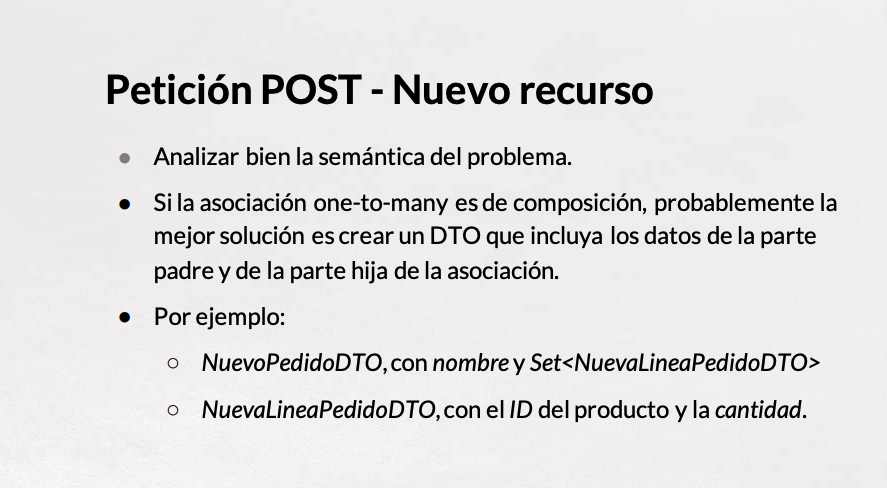 Petición POST - Nuevo recurso
● Analizar bien la semántica del problema.
● Si la asociación one-to-many es de composición, probablemente la
mejor solución es crear un DTO que incluya los datos de la parte
padre y de la parte hija de la asociación.
● Por ejemplo:
○ NuevoPedidoDTO, con nombre y Set<NuevaLineaPedidoDTO>
○ NuevaLineaPedidoDTO, con el ID del producto y la cantidad.